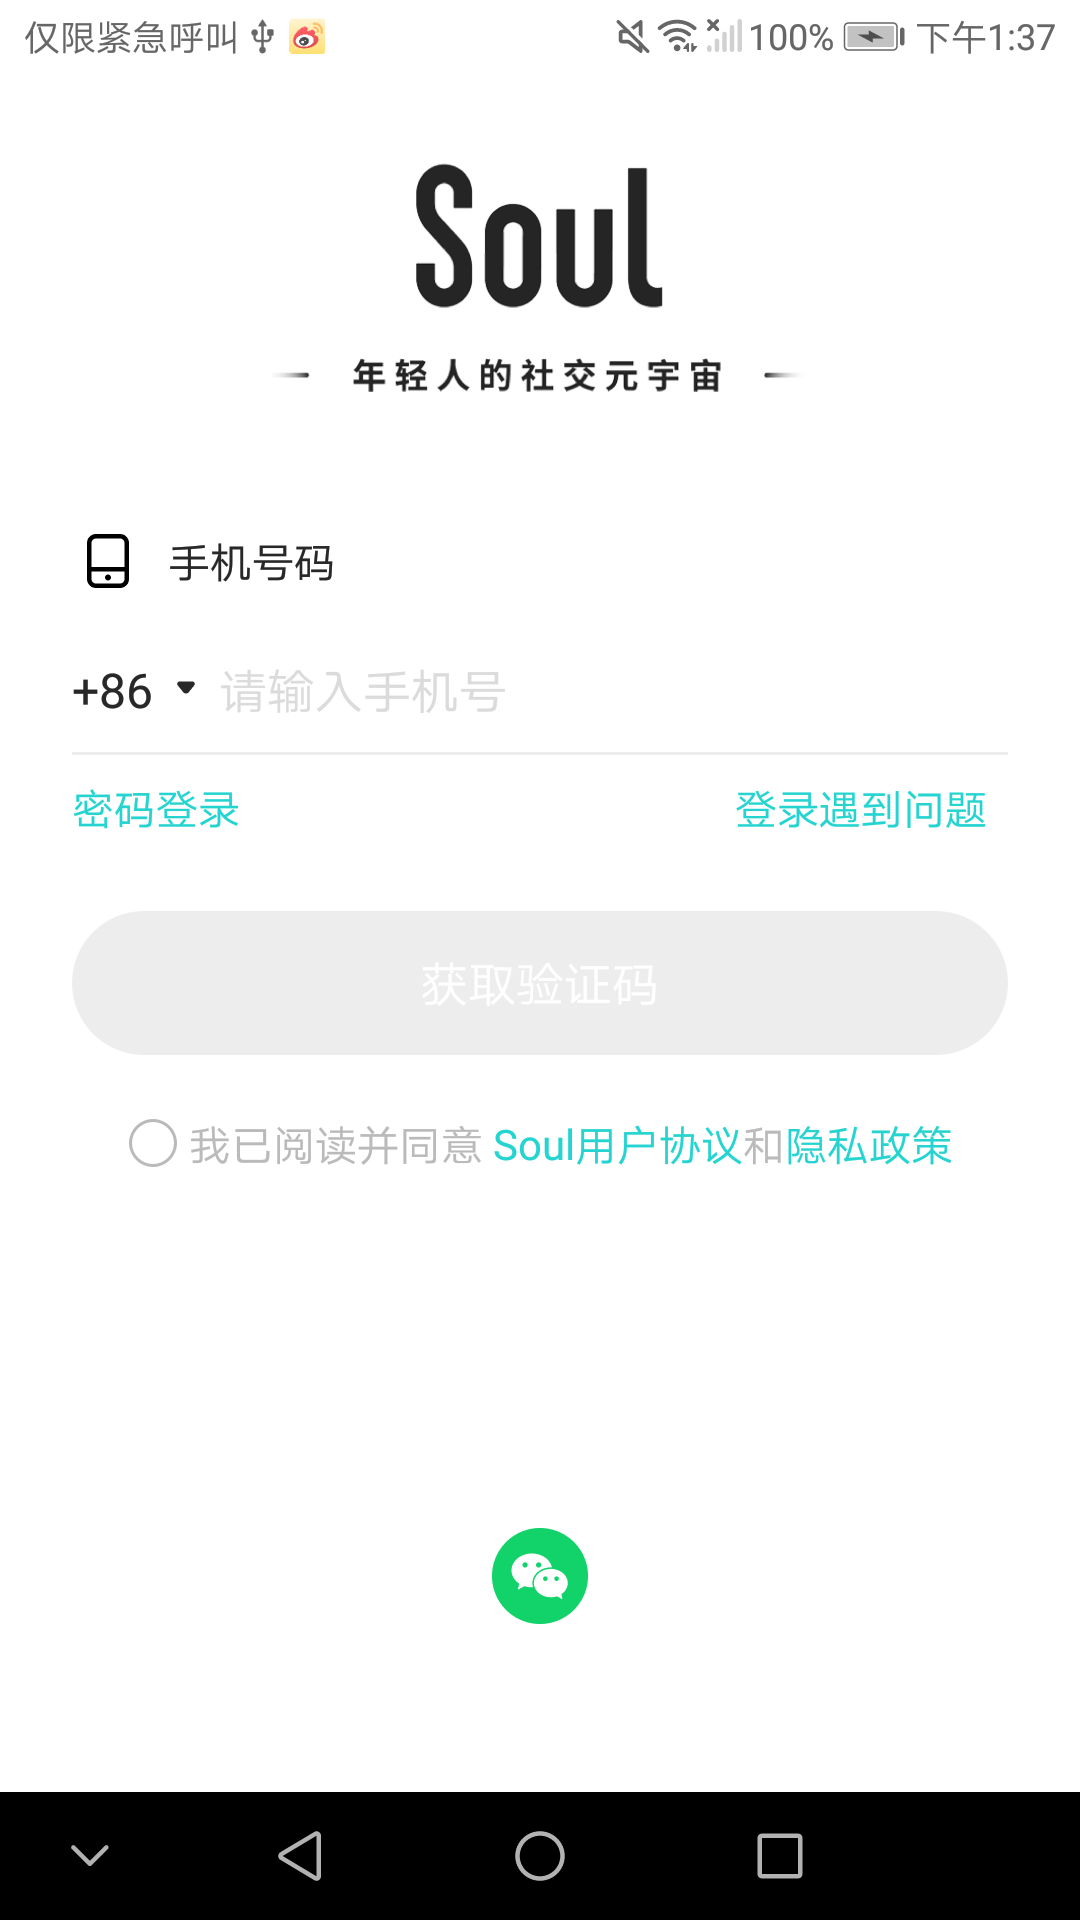 仅限紧急呼叫 100% 下午1:37
Soul
年轻人的社交元宇宙
手机号码
+86 请输入手机号
密码登录 登录遇到问题
获取验证码
我已阅读并同意 Soul用户协议和隐私政策